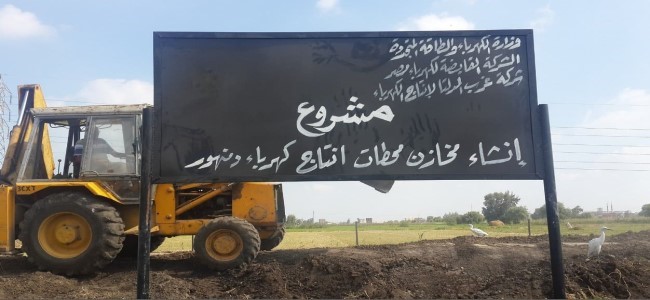 وزارة الكهرباء والطاقة المتجددة
الشركة القابضة لكهرباء مصر
شركة غرب الدلتا لإنتاج الكهرباء
مشروع
إنشاء مخازن محطات انتاج كهرباء دمنهور